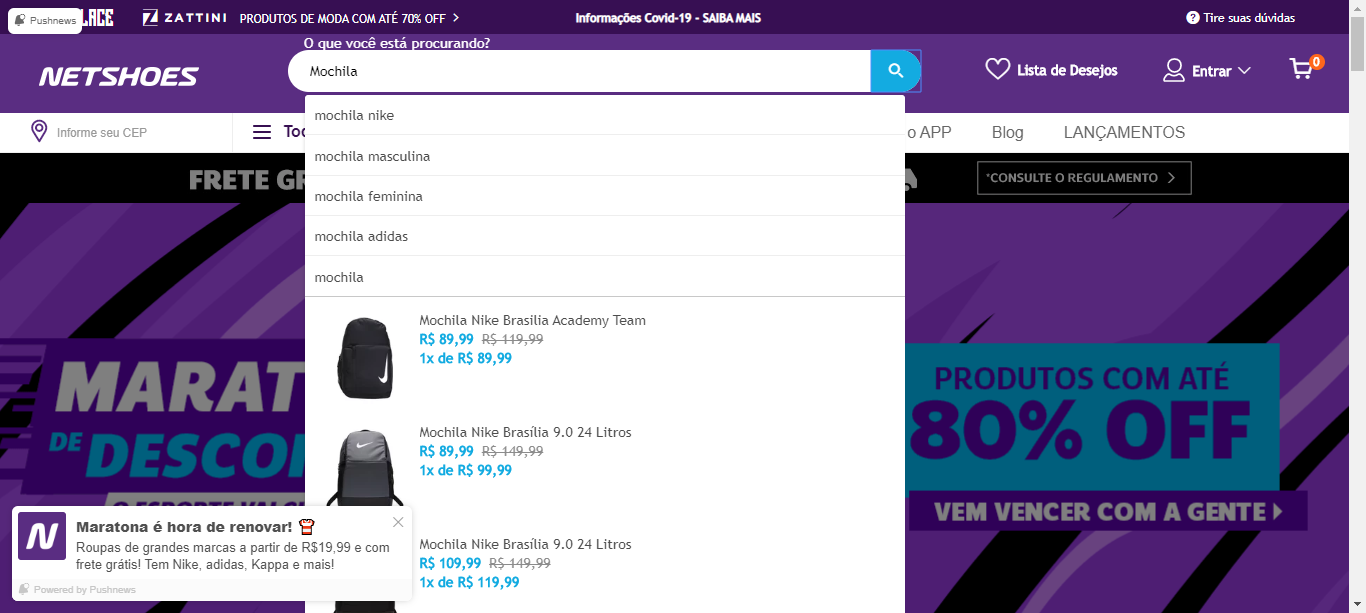 Pushnews
LACE
ZATTINI
PRODUTOS DE MODA COM ATÉ 70% OFF
Informações Covid-19 - SAIBA MAIS
Tire suas dúvidas
O que você está procurando?
NETSHOES
Mochila
Lista de Desejos
Entrar
0
Informe seu CEP
Too
o APP
Blog
LANÇAMENTOS
FRETE GR
*CONSULTE O REGULAMENTO
mochila nike
mochila masculina
mochila feminina
mochila adidas
mochila
Mochila Nike Brasilia Academy Team
R$ 89,99 R$ 119,99
1x de R$ 89,99
Mochila Nike Brasília 9.0 24 Litros
R$ 89,99 R$ 149,99
1x de R$ 99,99
Mochila Nike Brasília 9.0 24 Litros
R$ 109,99 R$ 149,99
1x de R$ 119,99
MARAT
DE DESCON
O ESPORTE VALO
PRODUTOS COM ATÉ
80% OFF
VEM VENCER COM A GENTE
N
Maratona é hora de renovar!
Roupas de grandes marcas a partir de R$19,99 e com
frete grátis! Tem Nike, adidas, Kappa e mais!
Powered by Pushnews